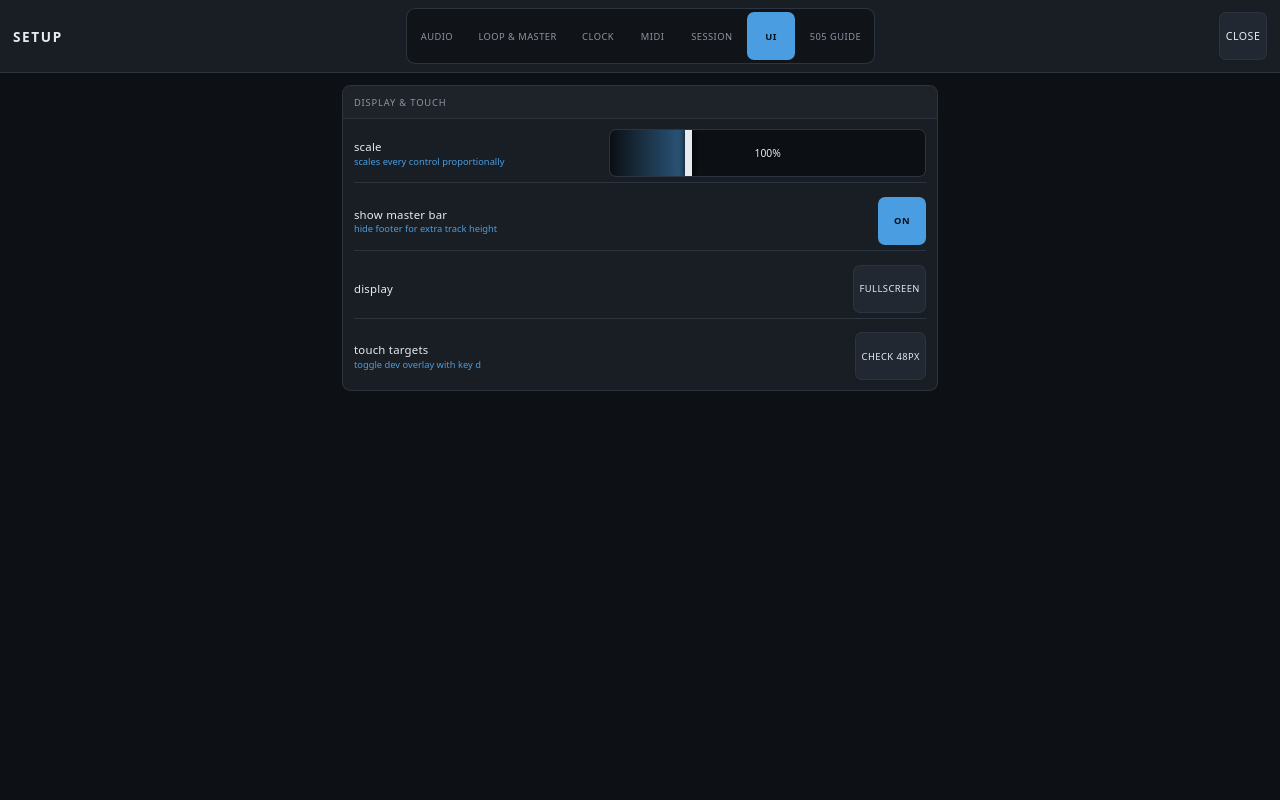 SETUP
AUDIO
LOOP & MASTER
CLOCK
MIDI
SESSION
UI
505 GUIDE
CLOSE
DISPLAY & TOUCH
scale
scales every control proportionally
100%
show master bar
hide footer for extra track height
ON
display
FULLSCREEN
touch targets
toggle dev overlay with key d
CHECK 48PX